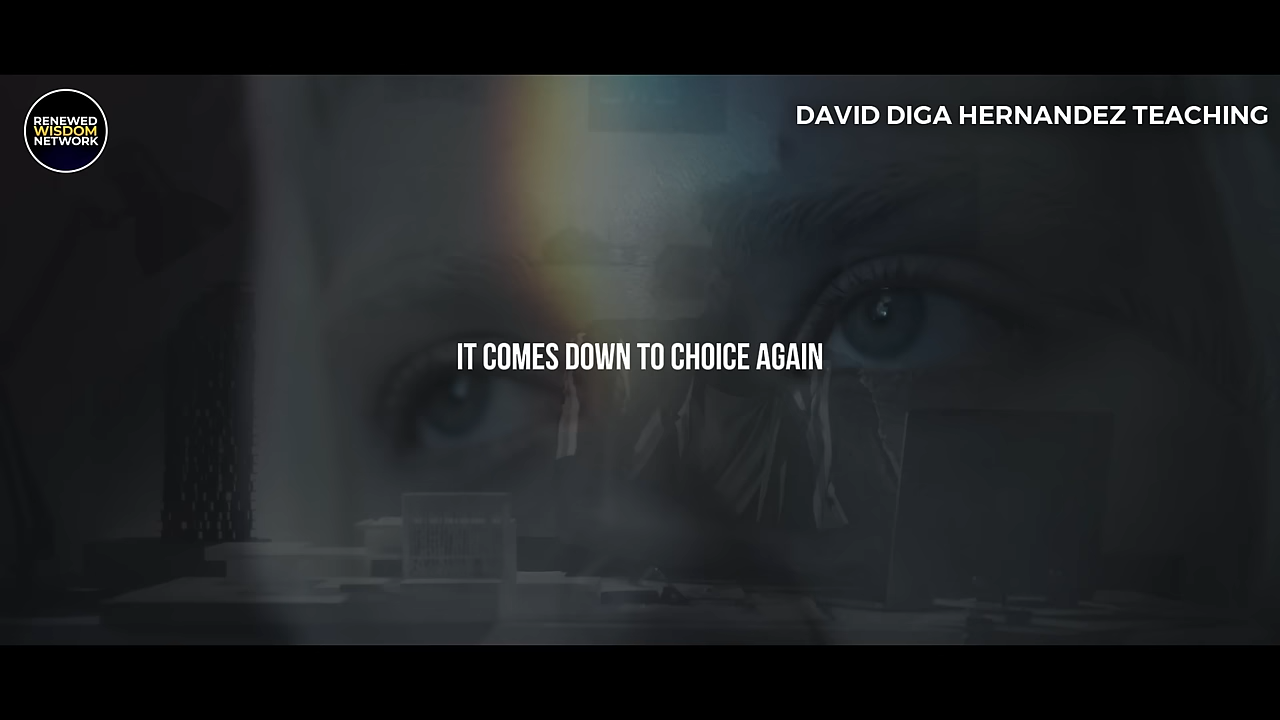 RENEWED
WISDOM
NETWORK
DAVID DIGA HERNANDEZ TEACHING
IT COMES DOWN TO CHOICE AGAIN